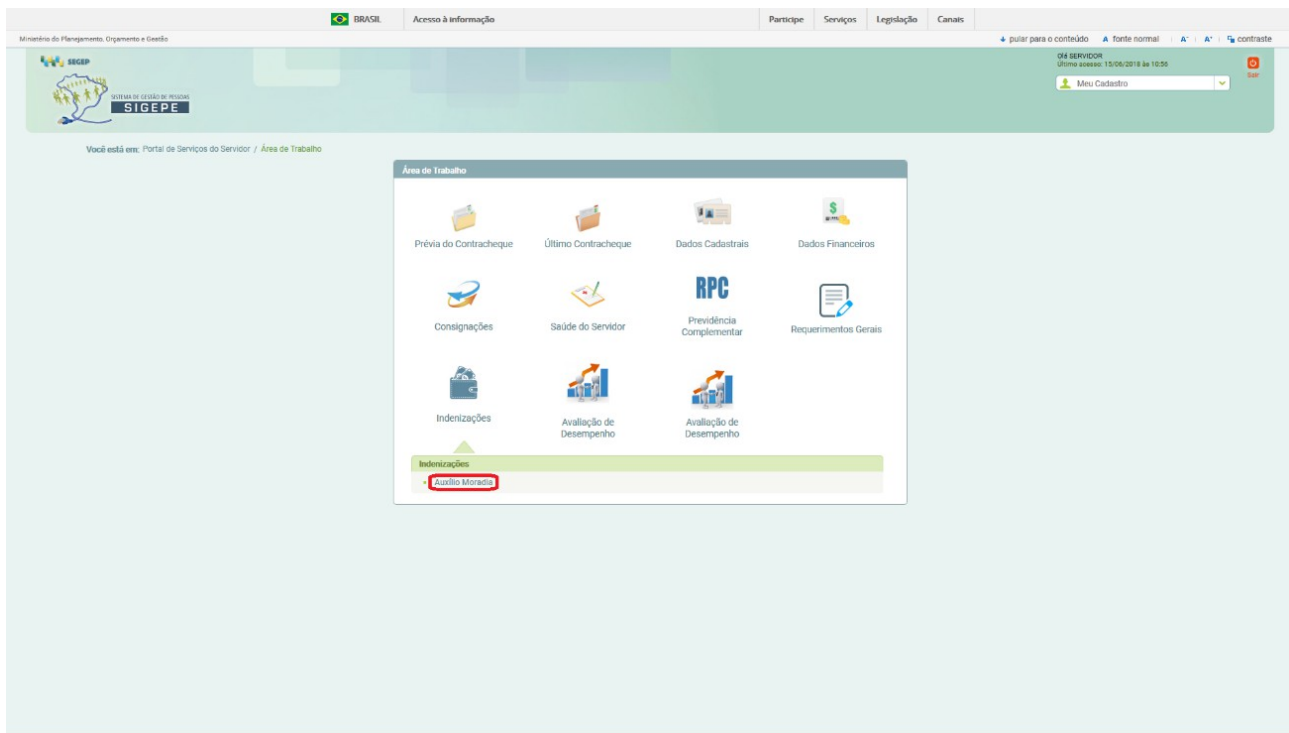 BRASIL Acesso à informação Participe Serviços Legislação Canais
Ministério do Planejamento, Orçamento e Gestão pular para o conteúdo A fonte normal A- A+ contraste
SEGEP
Olá SERVIDOR
Último acesso: 15/06/2018 às 10:56
Sair
Meu Cadastro
SISTEMA DE GESTÃO DE PESSOAS
SIGEPE
Você está em: Portal de Serviços do Servidor / Área de Trabalho
Área de Trabalho
Prévia do Contracheque Último Contracheque Dados Cadastrais Dados Financeiros
RPC
Consignações Saúde do Servidor Previdência Complementar Requerimentos Gerais
Indenizações Avaliação de Desempenho Avaliação de Desempenho
Indenizações
Auxílio Moradia